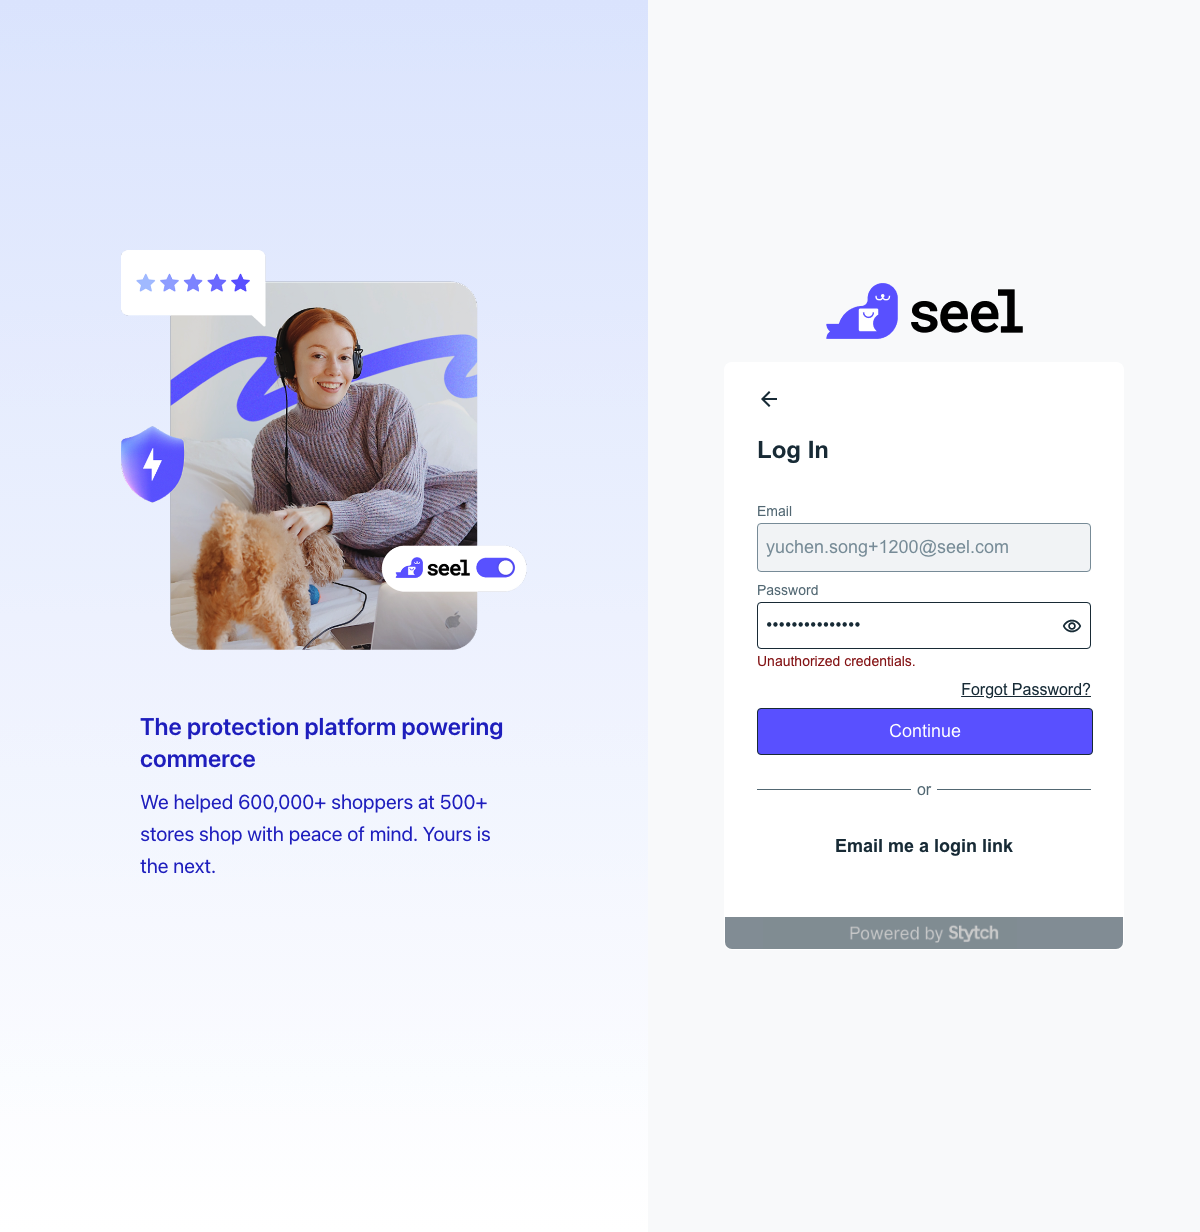 seel
The protection platform powering
commerce
We helped 600,000+ shoppers at 500+
stores shop with peace of mind. Yours is
the next.
seel
Log In
Email
yuchen.song+1200@seel.com
Password
•••••••••••••••
Unauthorized credentials.
Forgot Password?
Continue
or
Email me a login link
Powered by Stytch